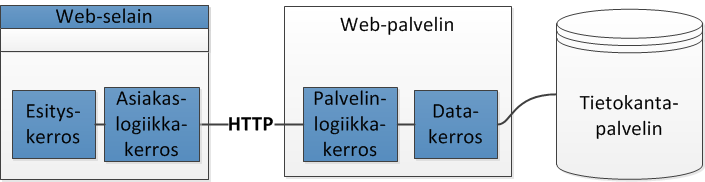 Web-selain
Esitys-
kerros
Asiakas-
logiikka-
kerros
HTTP
Web-palvelin
Palvelin-
logiikka-
kerros
Data-
kerros
Tietokanta-
palvelin